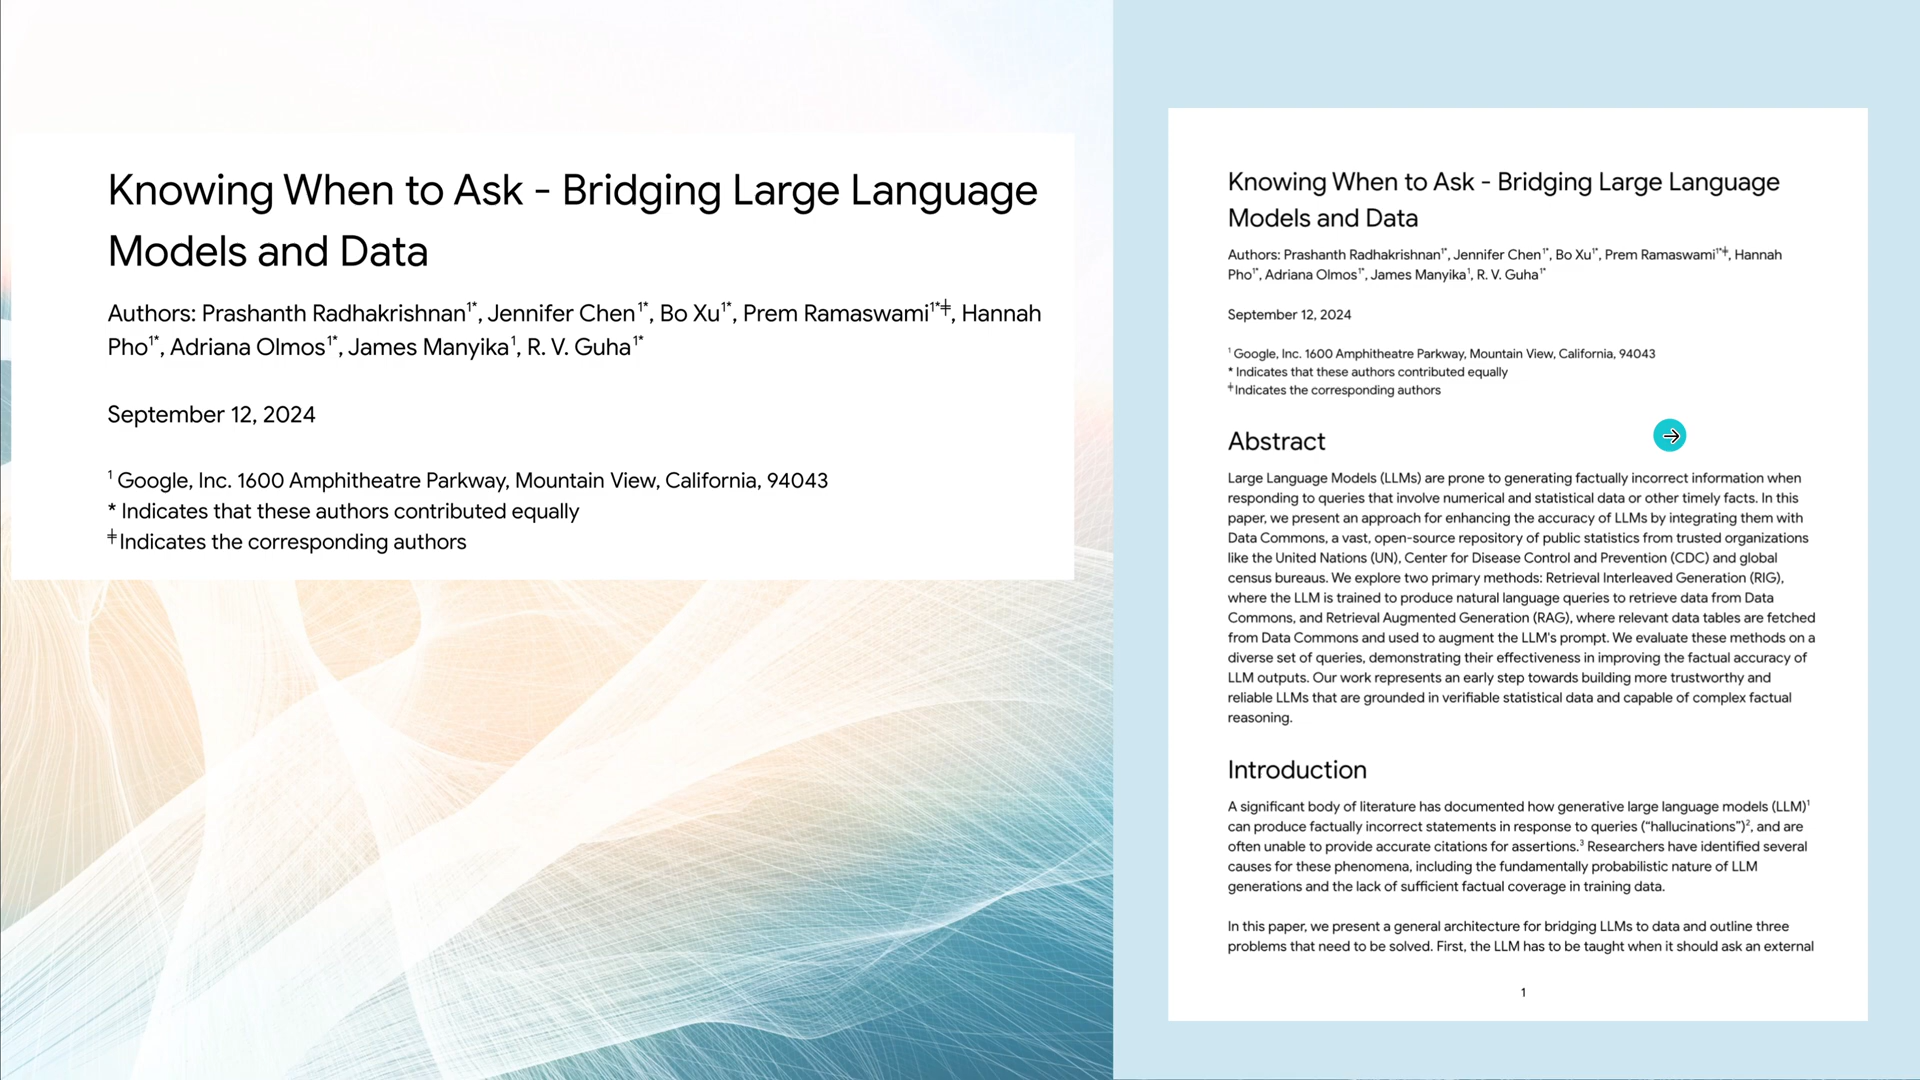 Knowing When to Ask - Bridging Large Language
Models and Data
Authors: Prashanth Radhakrishnan¹*, Jennifer Chen¹*, Bo Xu¹*, Prem Ramaswami¹*ǂ, Hannah
Pho¹*, Adriana Olmos¹*, James Manyika¹, R. V. Guha¹*
September 12, 2024
¹ Google, Inc. 1600 Amphitheatre Parkway, Mountain View, California, 94043
* Indicates that these authors contributed equally
ǂ Indicates the corresponding authors
Knowing When to Ask - Bridging Large Language
Models and Data
Authors: Prashanth Radhakrishnan¹*, Jennifer Chen¹*, Bo Xu¹*, Prem Ramaswami¹*ǂ, Hannah
Pho¹*, Adriana Olmos¹*, James Manyika¹, R. V. Guha¹*
September 12, 2024
¹ Google, Inc. 1600 Amphitheatre Parkway, Mountain View, California, 94043
* Indicates that these authors contributed equally
ǂ Indicates the corresponding authors
Abstract
Large Language Models (LLMs) are prone to generating factually incorrect information when
responding to queries that involve numerical and statistical data or other timely facts. In this
paper, we present an approach for enhancing the accuracy of LLMs by integrating them with
Data Commons, a vast, open-source repository of public statistics from trusted organizations
like the United Nations (UN), Center for Disease Control and Prevention (CDC) and global
census bureaus. We explore two primary methods: Retrieval Interleaved Generation (RIG),
where the LLM is trained to produce natural language queries to retrieve data from Data
Commons, and Retrieval Augmented Generation (RAG), where relevant data tables are fetched
from Data Commons and used to augment the LLM's prompt. We evaluate these methods on a
diverse set of queries, demonstrating their effectiveness in improving the factual accuracy of
LLM outputs. Our work represents an early step towards building more trustworthy and
reliable LLMs that are grounded in verifiable statistical data and capable of complex factual
reasoning.
Introduction
A significant body of literature has documented how generative large language models (LLM)¹
can produce factually incorrect statements in response to queries (“hallucinations”)², and are
often unable to provide accurate citations for assertions.³ Researchers have identified several
causes for these phenomena, including the fundamentally probabilistic nature of LLM
generations and the lack of sufficient factual coverage in training data.
In this paper, we present a general architecture for bridging LLMs to data and outline three
problems that need to be solved. First, the LLM has to be taught when it should ask an external
1